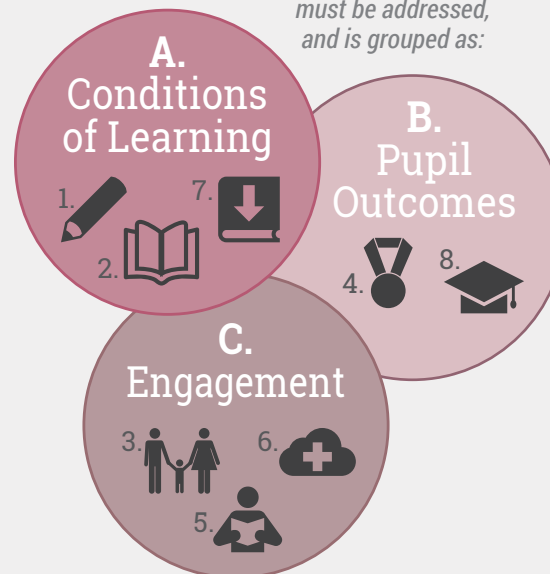 must be addressed,
and is grouped as:
A.
Conditions
of Learning
1.
7.
2.
B.
Pupil
Outcomes
4.
8.
C.
Engagement
3.
6.
5.